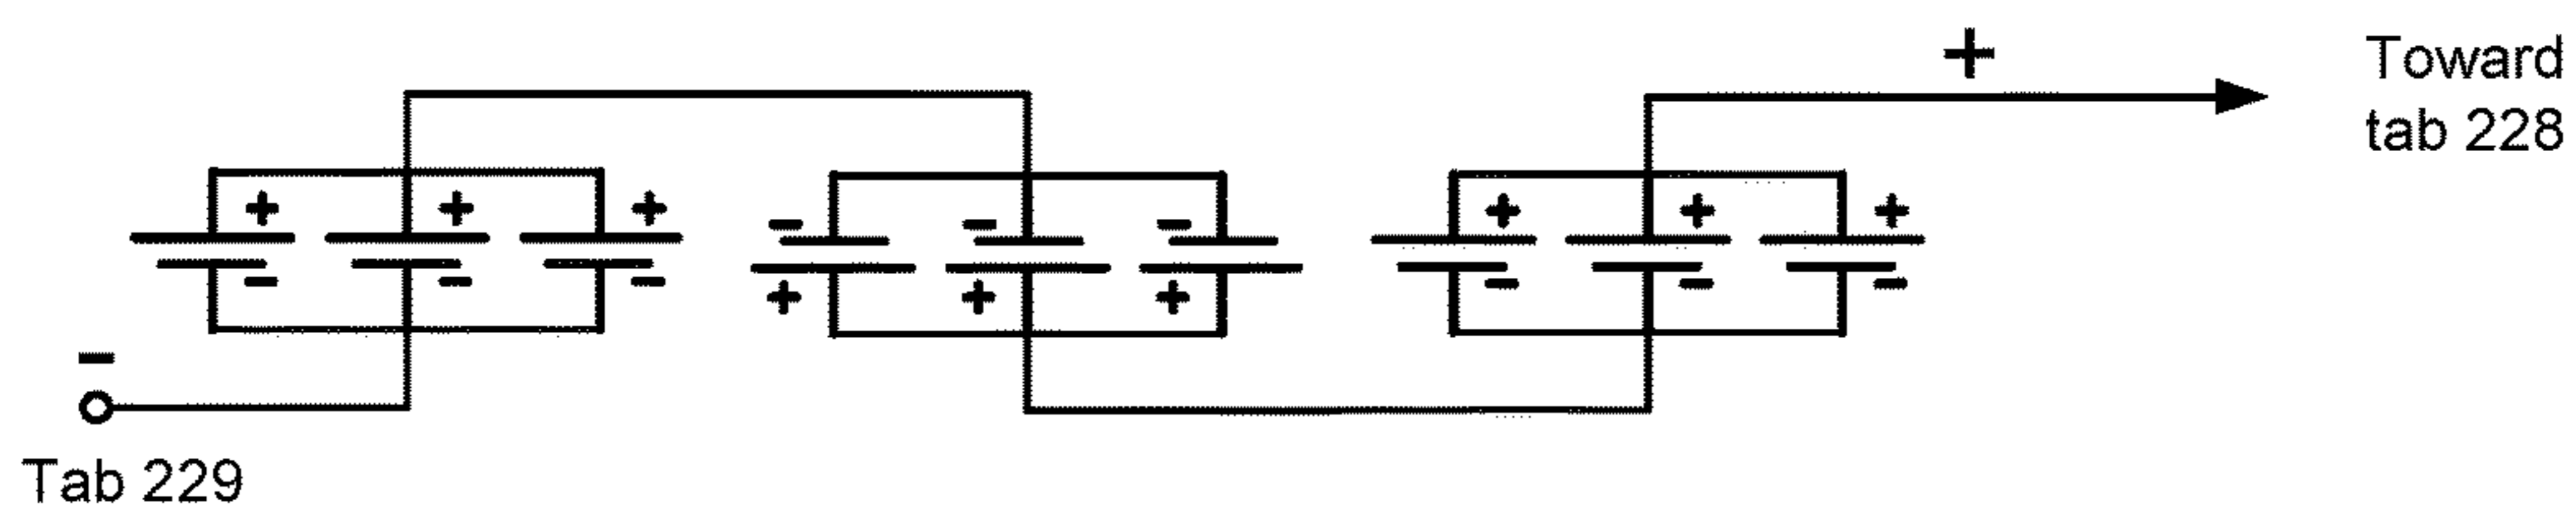 +
Toward
tab 228
+ + +
- - -
+ + +
- - -
+ + +
- - -
-
Tab 229